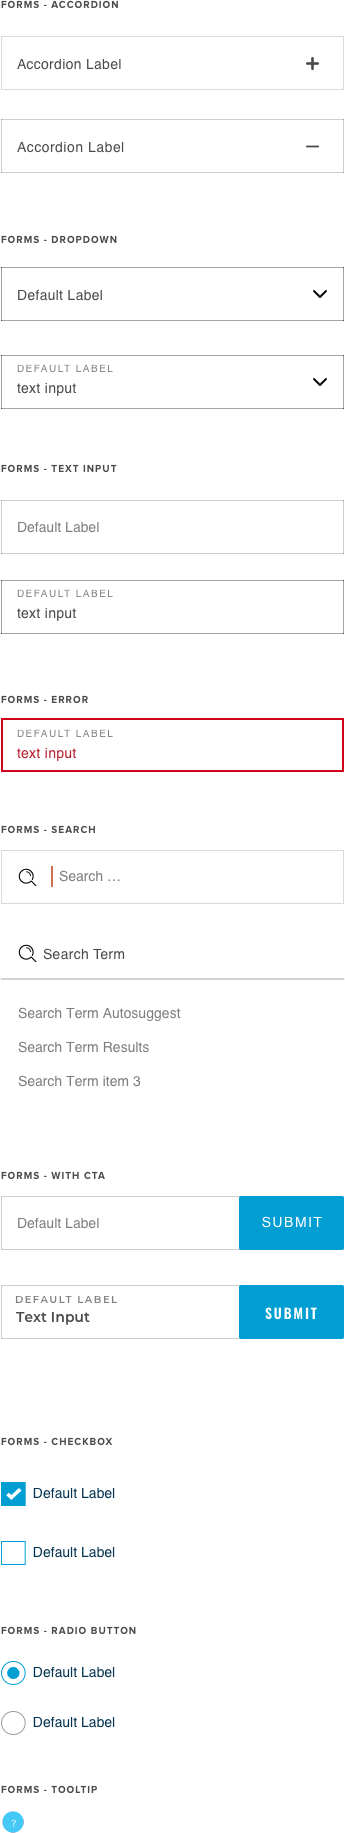 FORMS - ACCORDION
Accordion Label
Accordion Label
FORMS - DROPDOWN
Default Label
DEFAULT LABEL
text input
FORMS - TEXT INPUT
Default Label
DEFAULT LABEL
text input
FORMS - ERROR
DEFAULT LABEL
text input
FORMS - SEARCH
Search ...
Search Term
Search Term Autosuggest
Search Term Results
Search Term item 3
FORMS - WITH CTA
Default Label SUBMIT
DEFAULT LABEL
Text Input SUBMIT
FORMS - CHECKBOX
Default Label
Default Label
FORMS - RADIO BUTTON
Default Label
Default Label
FORMS - TOOLTIP
?